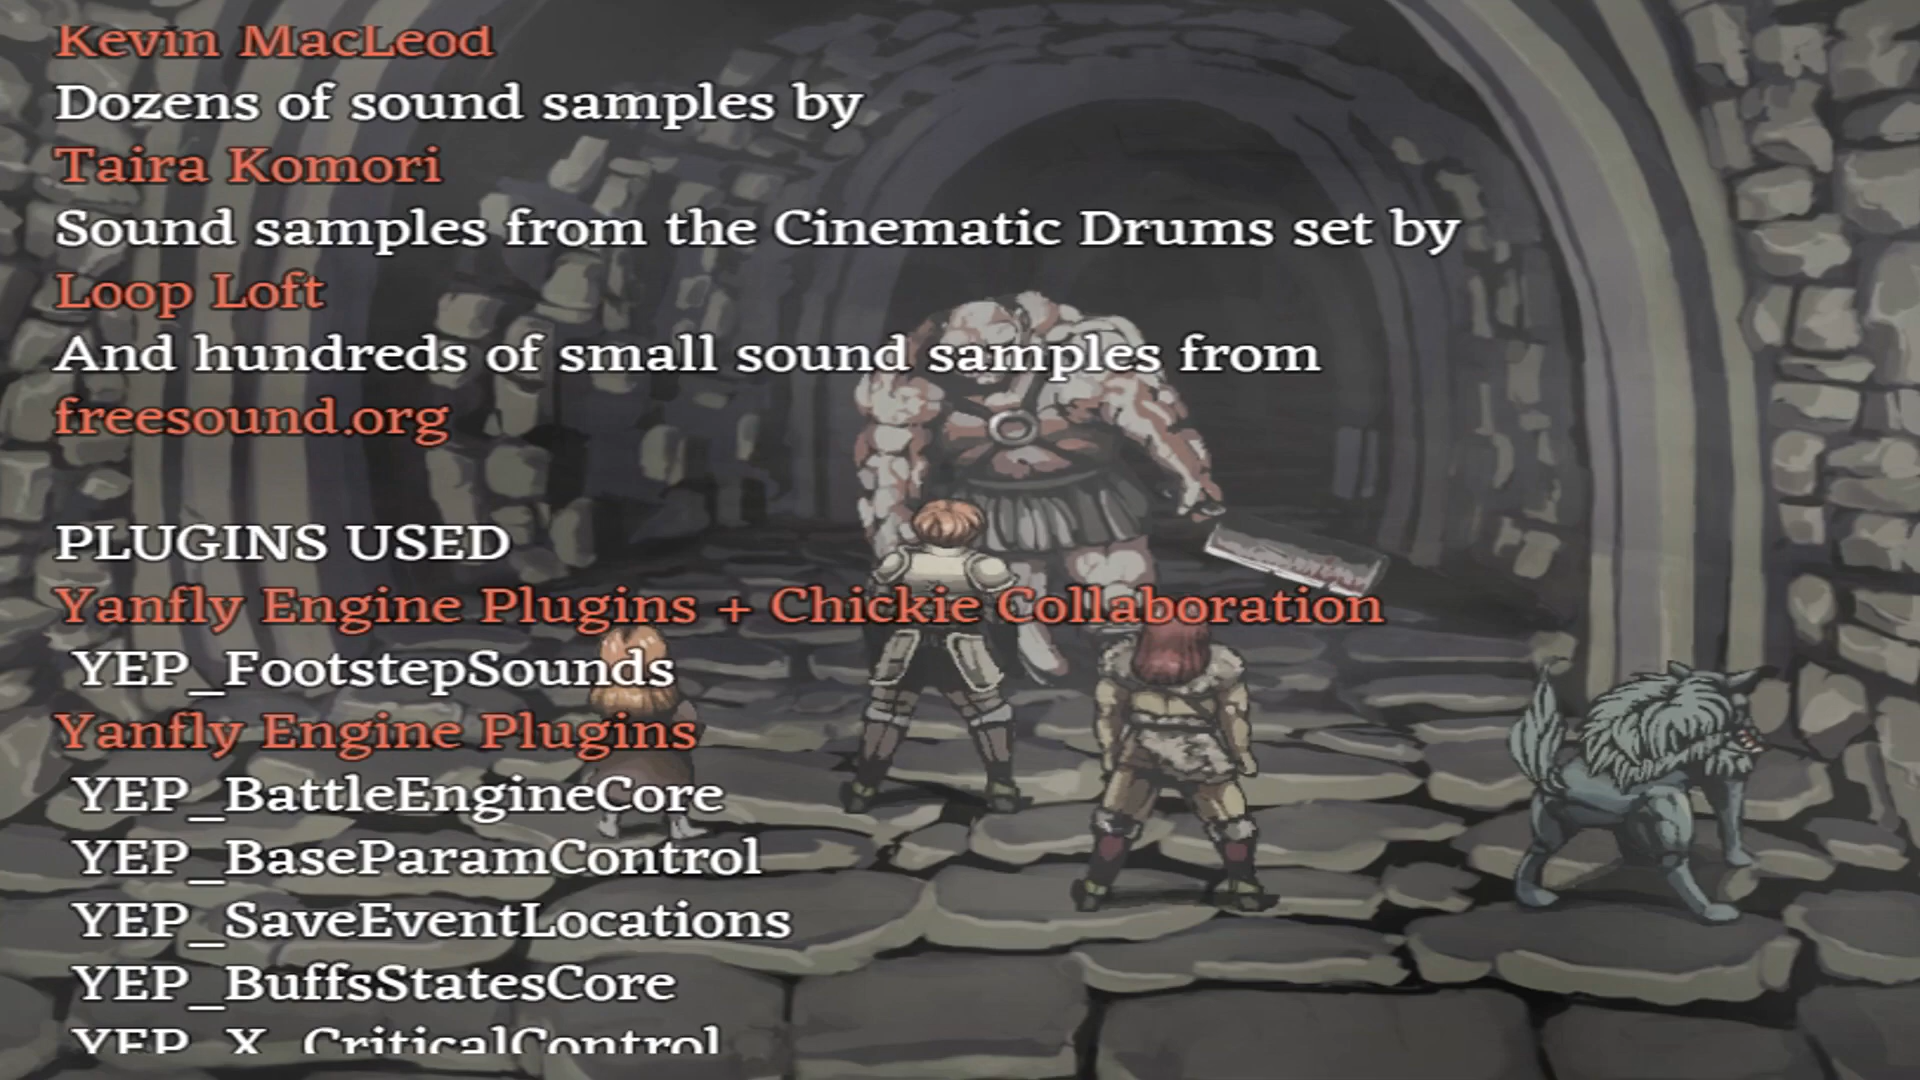 Kevin MacLeod
Dozens of sound samples by
Taira Komori
Sound samples from the Cinematic Drums set by
Loop Loft
And hundreds of small sound samples from
freesound.org
PLUGINS USED
Yanfly Engine Plugins + Chickie Collaboration
YEP_FootstepSounds
Yanfly Engine Plugins
YEP_BattleEngineCore
YEP_BaseParamControl
YEP_SaveEventLocations
YEP_BuffsStatesCore
YEP_X_CriticalControl